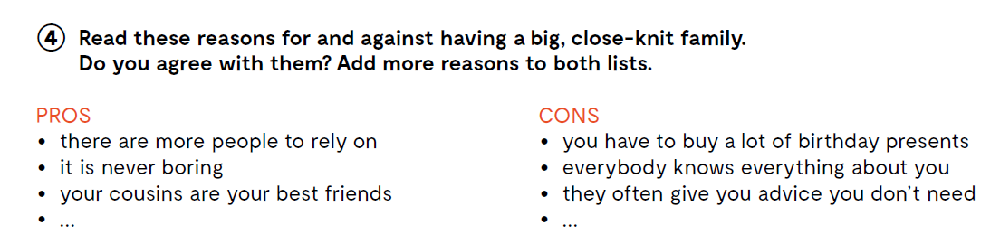 ④ Read these reasons for and against having a big, close-knit family.
Do you agree with them? Add more reasons to both lists.
PROS
• there are more people to rely on
• it is never boring
• your cousins are your best friends
• ...
CONS
• you have to buy a lot of birthday presents
• everybody knows everything about you
• they often give you advice you don't need
• ...